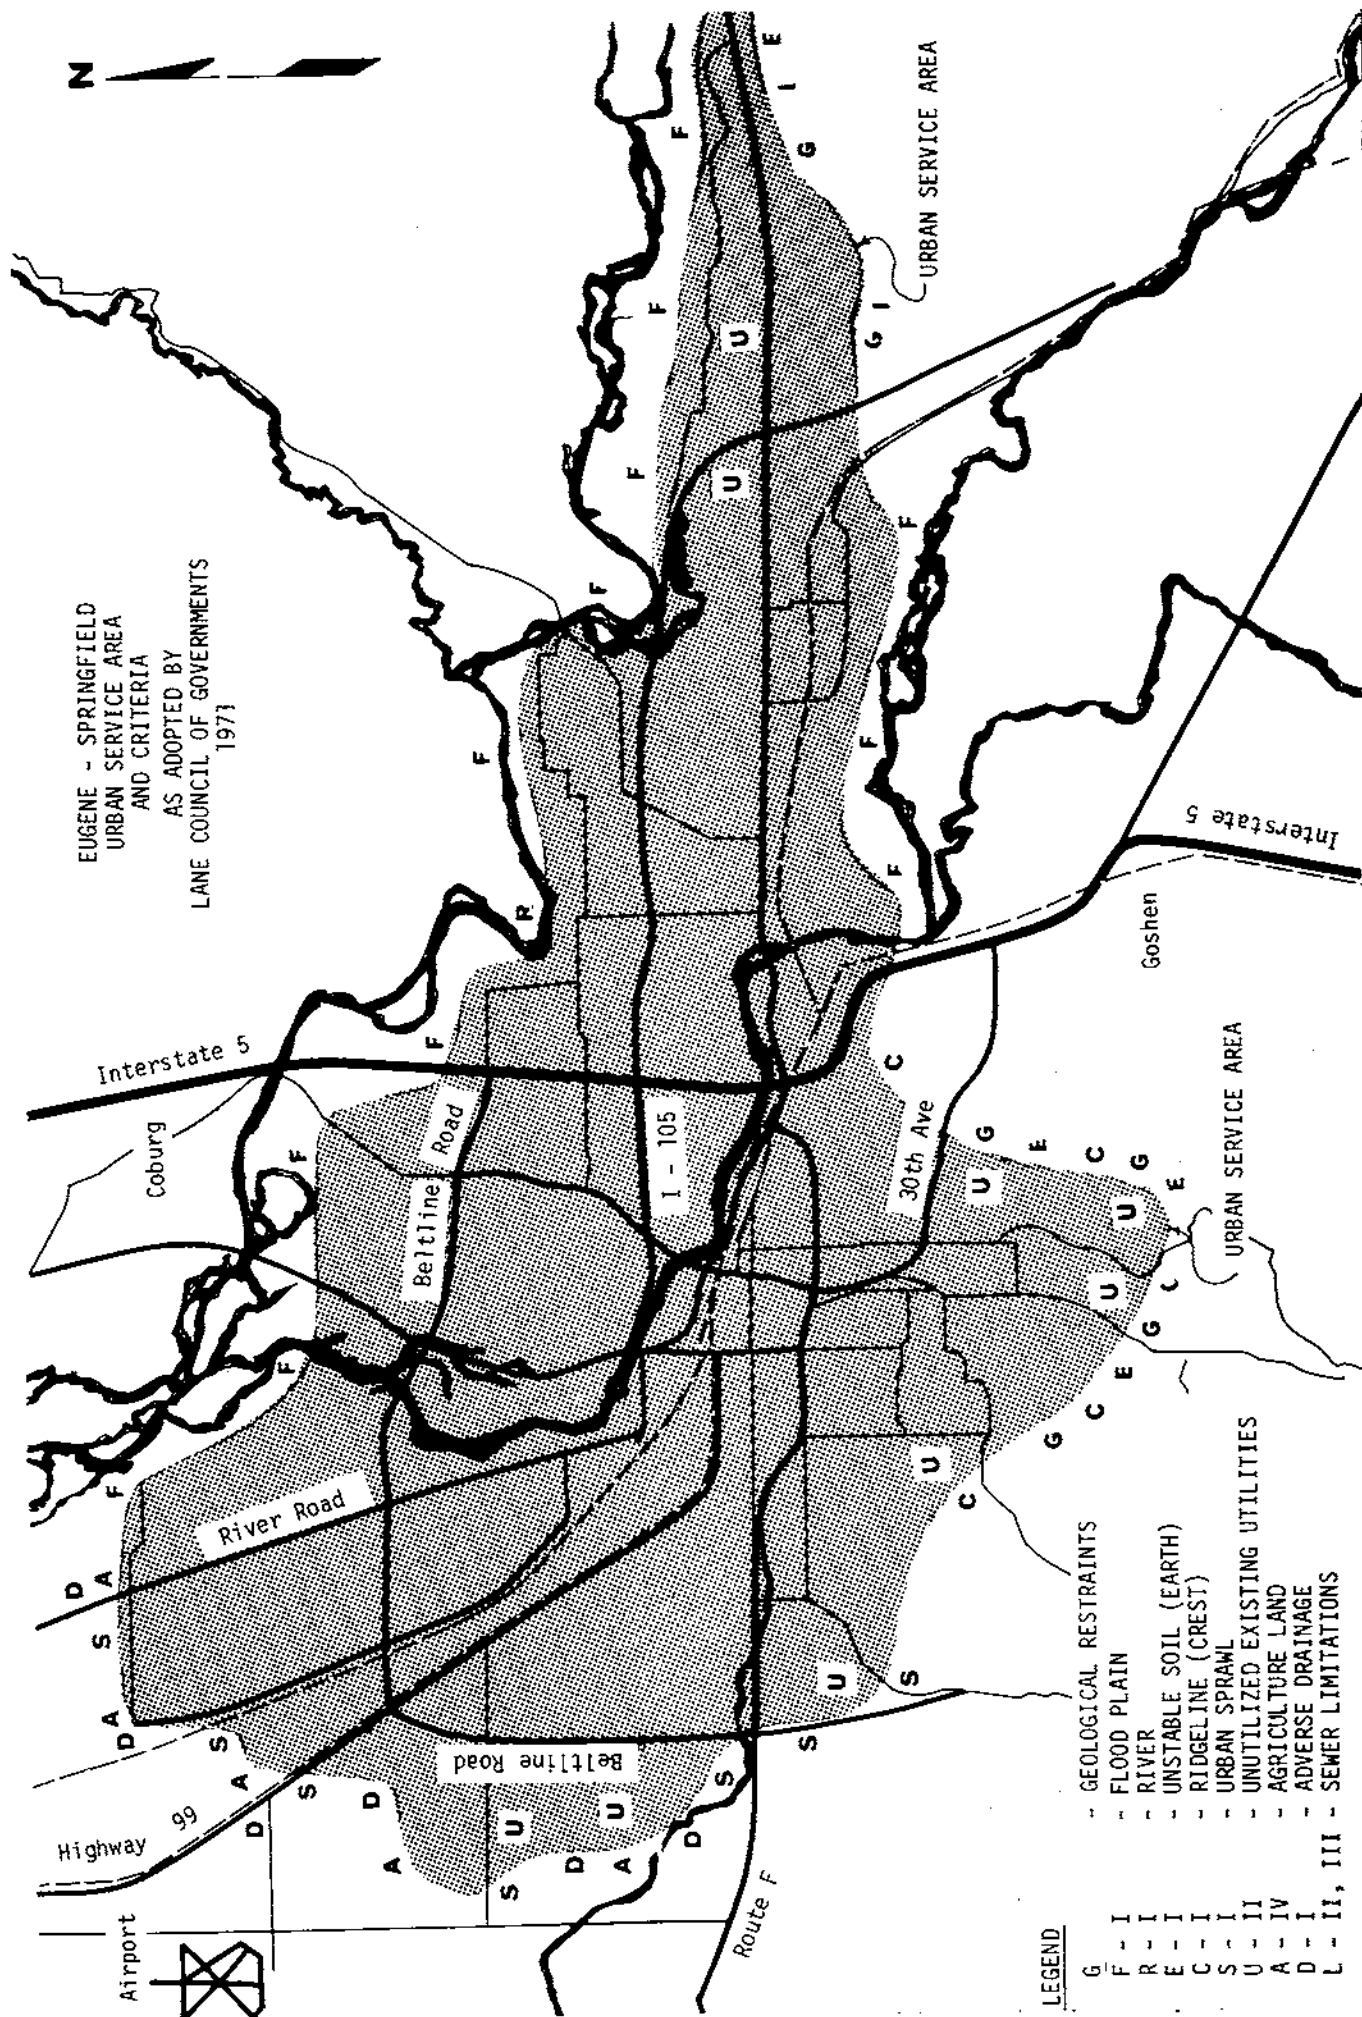 N
EUGENE - SPRINGFIELD
URBAN SERVICE AREA
AND CRITERIA
AS ADOPTED BY
LANE COUNCIL OF GOVERNMENTS
1971
Airport
Highway 99
River Road
Coburg
Interstate 5
Beltline Road
Beltline Road
I - 105
30th Ave
Route F
Goshen
Interstate 5
URBAN SERVICE AREA
URBAN SERVICE AREA
D
A
S
D
A
S
D
A
S
D
A
S
U
U
D
A
D
S
S
S
U
U
C
G
C
E
G
U
U
E
G
C
E
G
U
C
F
F
F
F
R
F
F
F
F
F
F
F
F
U
U
G
I
G
I
E
LEGEND
G - GEOLOGICAL RESTRAINTS
F - I - FLOOD PLAIN
R - I - RIVER
E - I - UNSTABLE SOIL (EARTH)
C - I - RIDGELINE (CREST)
S - I - URBAN SPRAWL
U - II - UNUTILIZED EXISTING UTILITIES
A - IV - AGRICULTURE LAND
D - I - ADVERSE DRAINAGE
L - II, III - SEWER LIMITATIONS